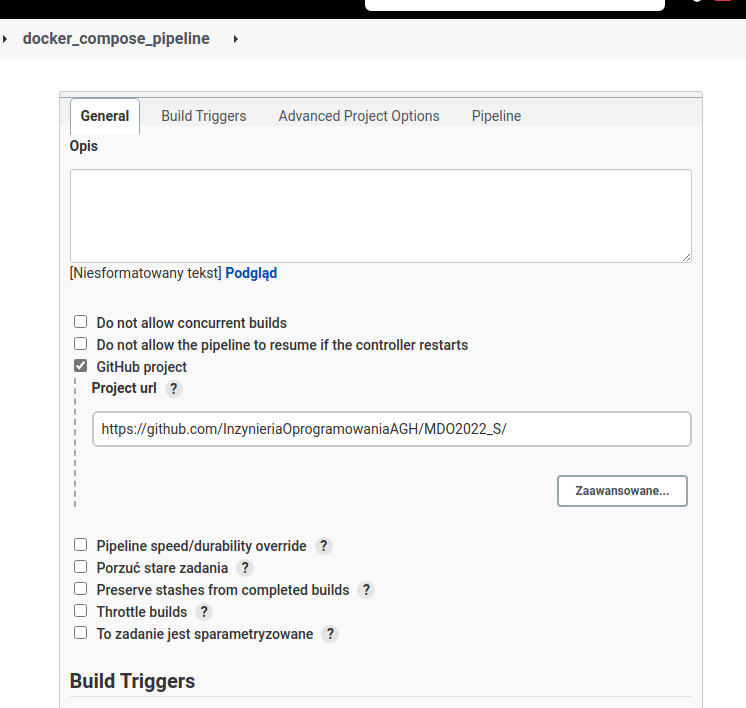 docker_compose_pipeline
General Build Triggers Advanced Project Options Pipeline
Opis
[Niesformatowany tekst] Podgląd
Do not allow concurrent builds
Do not allow the pipeline to resume if the controller restarts
GitHub project
Project url ?
https://github.com/InzynieriaOprogramowaniaAGH/MDO2022_S/
Zaawansowane...
Pipeline speed/durability override ?
Porzuć stare zadania ?
Preserve stashes from completed builds ?
Throttle builds ?
To zadanie jest sparametryzowane ?
Build Triggers